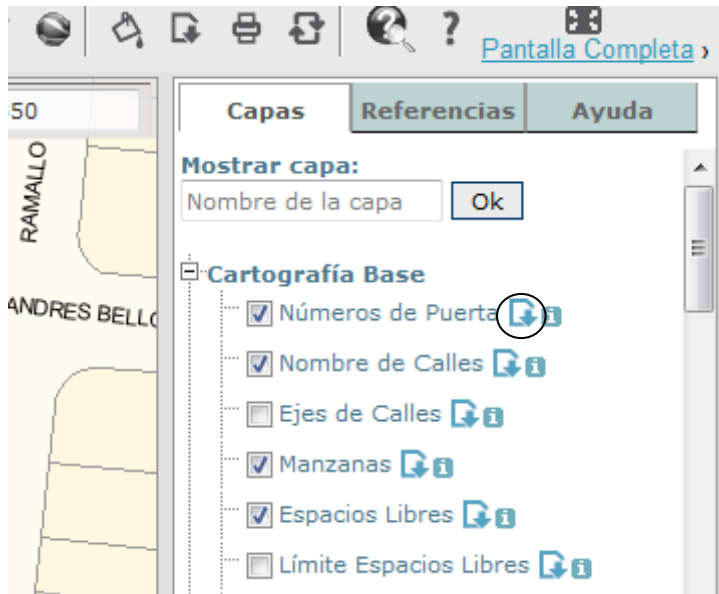 ?
Pantalla Completa ›
50
Capas Referencias Ayuda
RAMALLO
Mostrar capa:
Nombre de la capa Ok
Cartografía Base
ANDRES BELLO
Números de Puerta
Nombre de Calles
Ejes de Calles
Manzanas
Espacios Libres
Límite Espacios Libres